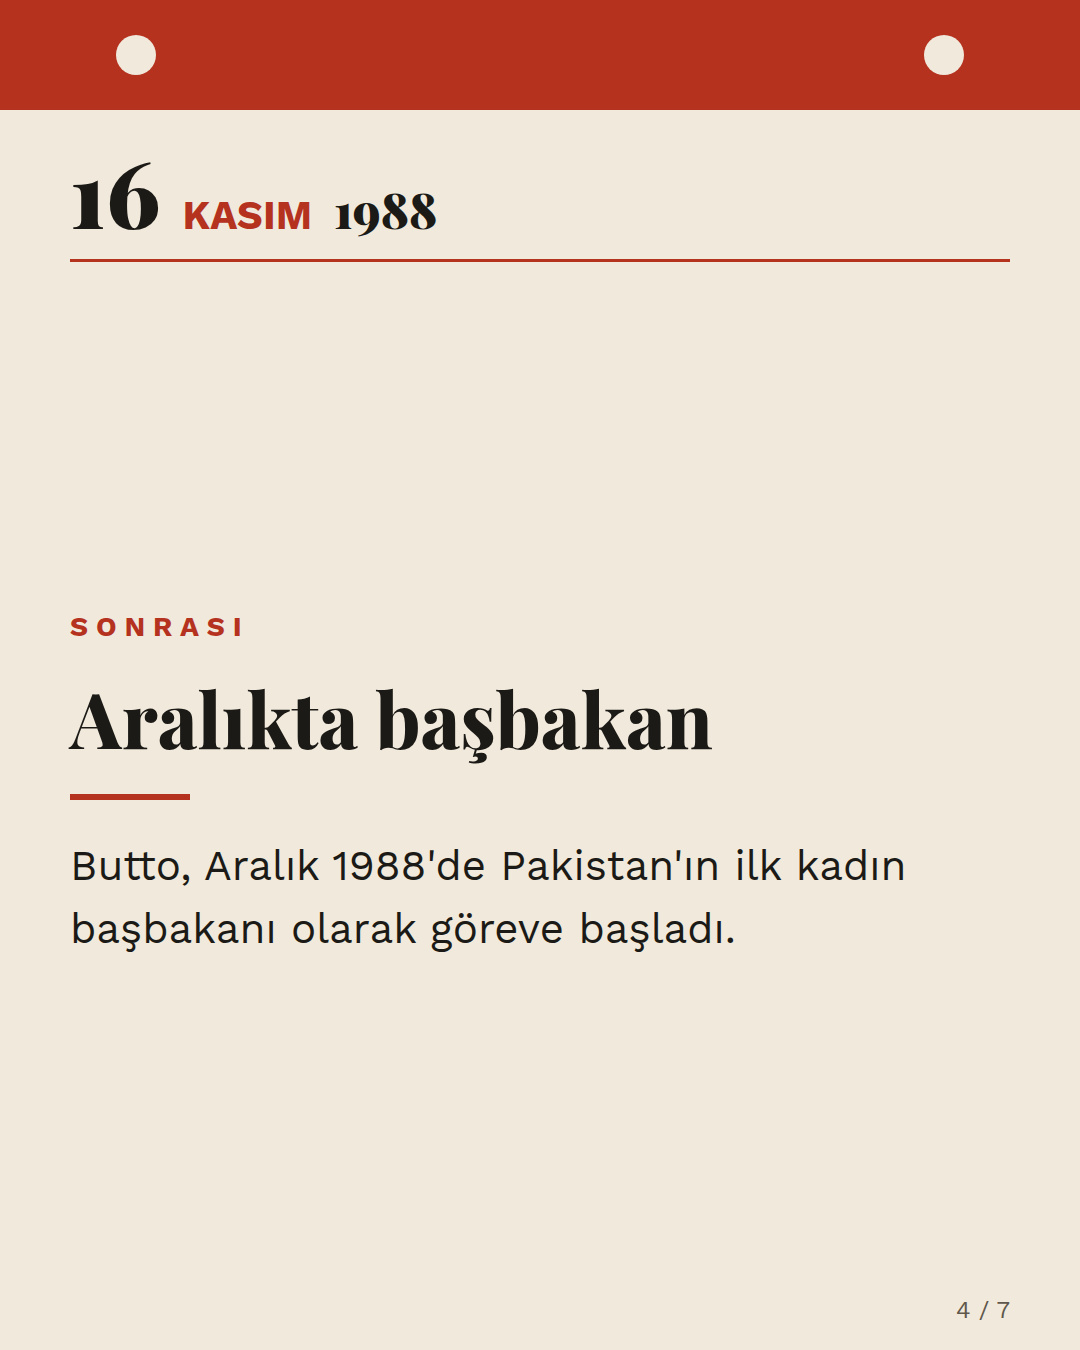 16 KASIM 1988
SONRASI
Aralıkta başbakan
Butto, Aralık 1988'de Pakistan'ın ilk kadın
başbakanı olarak göreve başladı.
4 / 7